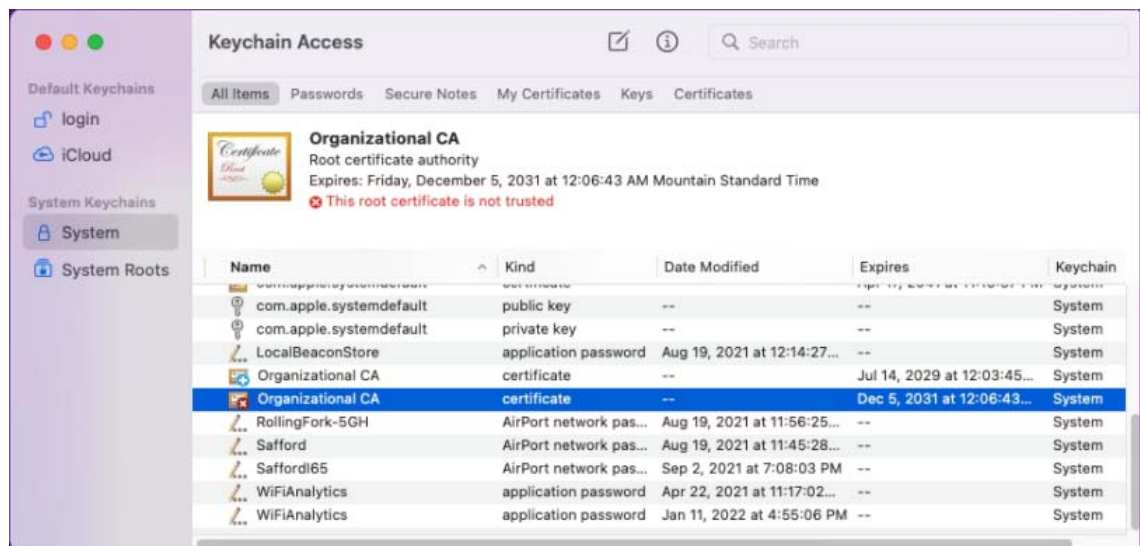 Keychain Access
Search
Default Keychains
login
iCloud
System Keychains
System
System Roots
All Items Passwords Secure Notes My Certificates Keys Certificates
Certificate
Root
Organizational CA
Root certificate authority
Expires: Friday, December 5, 2031 at 12:06:43 AM Mountain Standard Time
This root certificate is not trusted
Name Kind Date Modified Expires Keychain
com.apple.systemdefault public key -- -- System
com.apple.systemdefault private key -- -- System
LocalBeaconStore application password Aug 19, 2021 at 12:14:27... -- System
Organizational CA certificate -- Jul 14, 2029 at 12:03:45... System
Organizational CA certificate -- Dec 5, 2031 at 12:06:43... System
RollingFork-5GH AirPort network pas... Aug 19, 2021 at 11:56:25... -- System
Safford AirPort network pas... Aug 19, 2021 at 11:45:28... -- System
SaffordI65 AirPort network pas... Sep 2, 2021 at 7:08:03 PM -- System
WiFiAnalytics application password Apr 22, 2021 at 11:17:02... -- System
WiFiAnalytics application password Jan 11, 2022 at 4:55:06 PM -- System